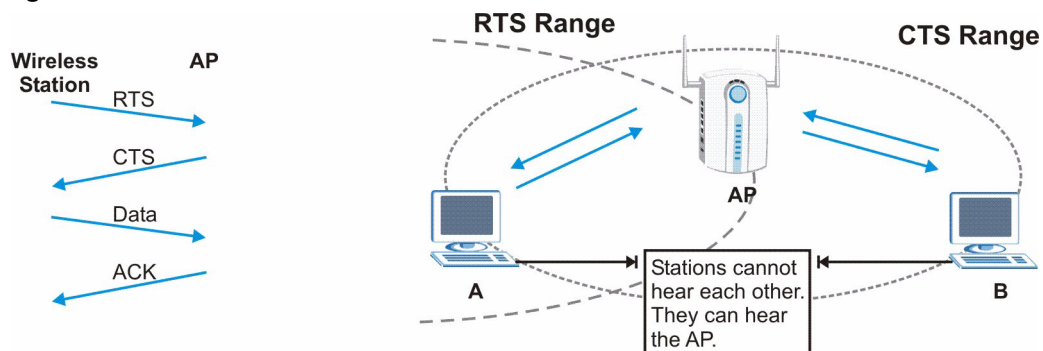 RTS Range
CTS Range
Wireless Station
AP
RTS
CTS
Data
ACK
AP
A
B
Stations cannot
hear each other.
They can hear
the AP.